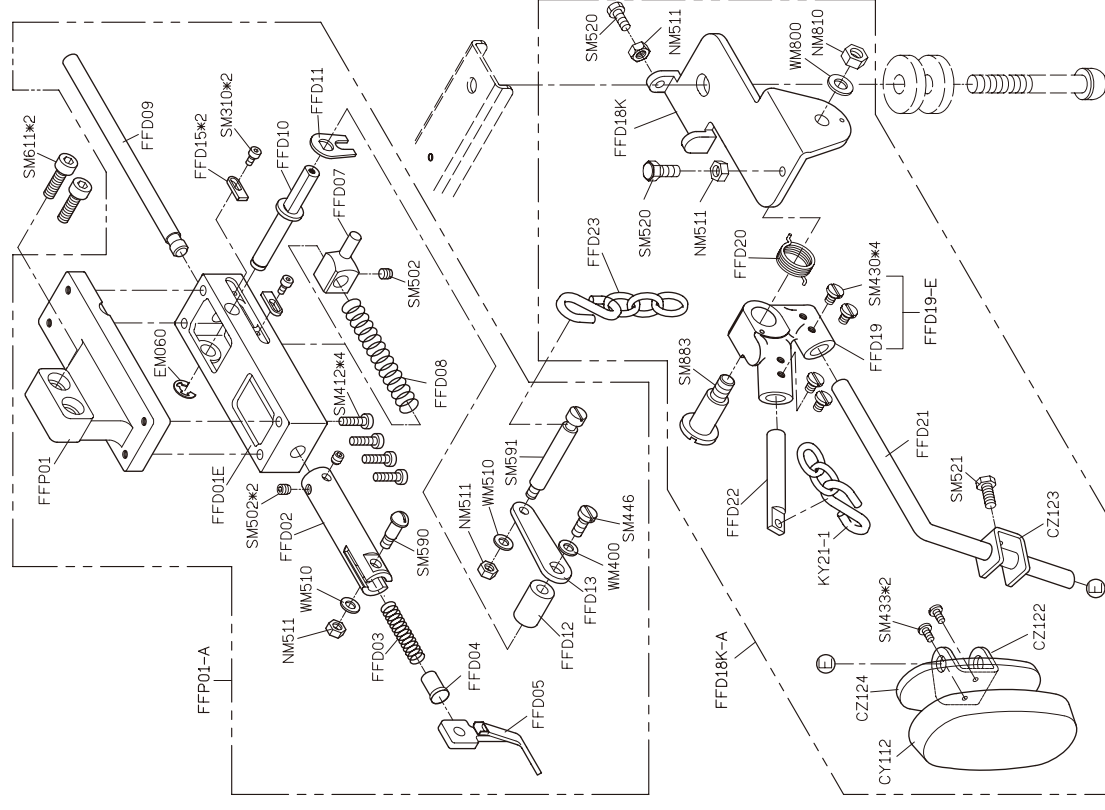 SM611*2
FFD09
FFD15*2
SM310*2
FFD10
FFD11
FFD07
SM502
FFD08
EM060
SM412*4
FFP01
FFD01E
SM502*2
FFD02
SM590
WM510
NM511
FFD03
FFD04
FFD05
FFP01-A
NM511
WM510
SM591
SM446
WM400
FFD13
FFD12
SM520
NM511
WM800
NM810
FFD18K
SM520
NM511
FFD23
FFD20
SM430*4
FFD19
FFD19-E
SM883
FFD22
KY21-1
FFD21
SM521
CZ123
E
FFD18K-A
SM433*2
CZ122
E
CZ124
CY112